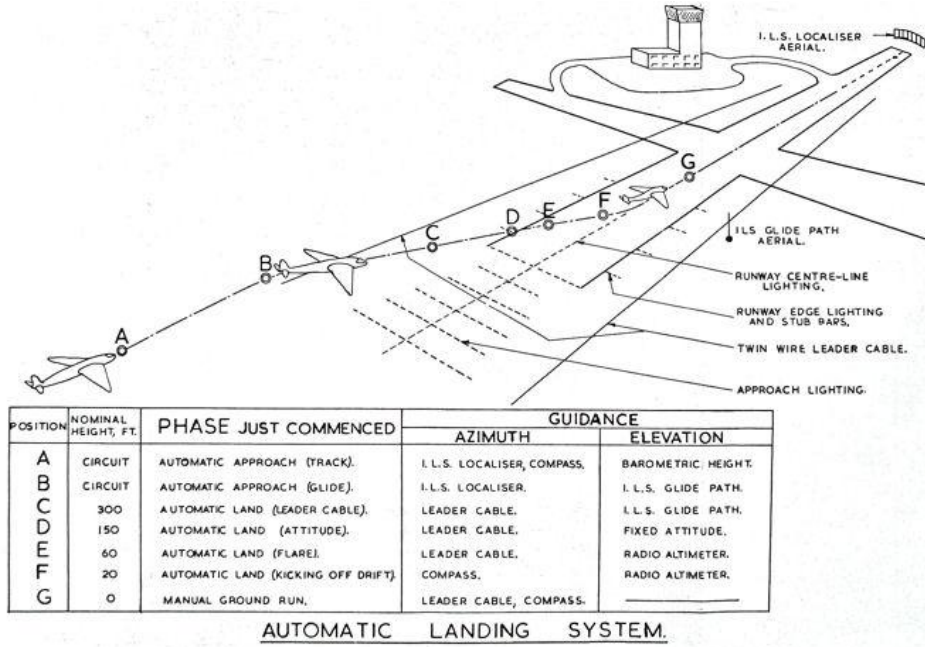 I.L.S. LOCALISER
AERIAL.
G
F
E
D
C
B
A
ILS GLIDE PATH
AERIAL.
RUNWAY CENTRE-LINE
LIGHTING.
RUNWAY EDGE LIGHTING
AND STUB BARS.
TWIN WIRE LEADER CABLE.
APPROACH LIGHTING.
POSITION NOMINAL HEIGHT, FT. PHASE JUST COMMENCED GUIDANCE
AZIMUTH ELEVATION
A CIRCUIT AUTOMATIC APPROACH (TRACK). I.L.S. LOCALISER, COMPASS. BAROMETRIC HEIGHT.
B CIRCUIT AUTOMATIC APPROACH (GLIDE). I.L.S. LOCALISER. I.L.S. GLIDE PATH.
C 300 AUTOMATIC LAND (LEADER CABLE). LEADER CABLE. I.L.S. GLIDE PATH.
D 150 AUTOMATIC LAND (ATTITUDE). LEADER CABLE. FIXED ATTITUDE.
E 60 AUTOMATIC LAND (FLARE). LEADER CABLE. RADIO ALTIMETER.
F 20 AUTOMATIC LAND (KICKING OFF DRIFT) COMPASS. RADIO ALTIMETER.
G 0 MANUAL GROUND RUN. LEADER CABLE, COMPASS.
AUTOMATIC LANDING SYSTEM.